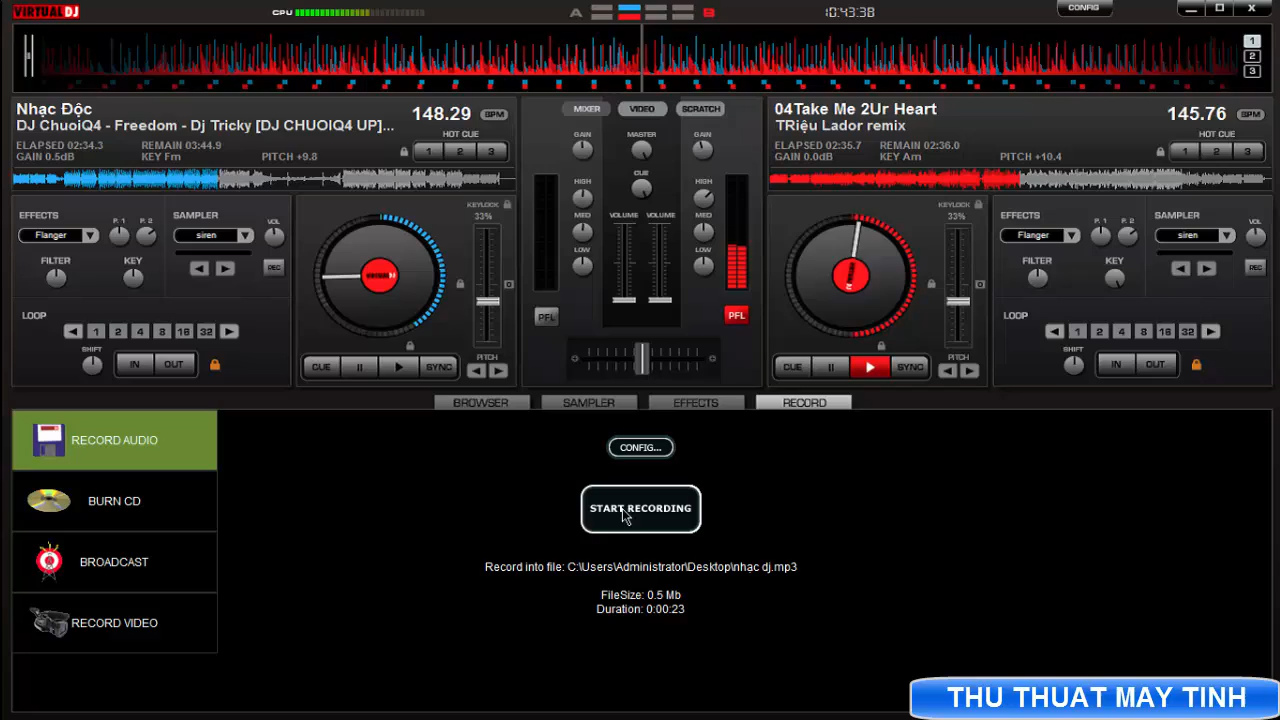 VIRTUAL DJ
CPU
A
B
10:43:38
CONFIG
1
2
3
Nhạc Độc
DJ ChuoiQ4 - Freedom - Dj Tricky [DJ CHUOIQ4 UP]...
148.29 BPM
ELAPSED 02:34.3 REMAIN 03:44.9
GAIN 0.5dB KEY Fm PITCH +9.8
HOT CUE
1 2 3
MIXER VIDEO SCRATCH
04Take Me 2Ur Heart
TRiệu Lador remix
145.76 BPM
ELAPSED 02:35.7 REMAIN 02:36.0
GAIN 0.0dB KEY Am PITCH +10.4
HOT CUE
1 2 3
EFFECTS P. 1 P. 2
Flanger
FILTER KEY
SAMPLER VOL
siren
REC
LOOP
1 2 4 8 16 32
SHIFT
IN OUT
KEYLOCK
33%
CUE SYNC
PITCH
GAIN MASTER GAIN
CUE
HIGH HIGH
MED VOLUME VOLUME MED
LOW LOW
PFL PFL
KEYLOCK
33%
CUE SYNC
PITCH
EFFECTS P. 1 P. 2
Flanger
FILTER KEY
SAMPLER VOL
siren
REC
LOOP
1 2 4 8 16 32
SHIFT
IN OUT
BROWSER SAMPLER EFFECTS RECORD
RECORD AUDIO
BURN CD
BROADCAST
RECORD VIDEO
CONFIG...
START RECORDING
Record into file: C:\Users\Administrator\Desktop\nhạc dj.mp3
FileSize: 0.5 Mb
Duration: 0:00:23
THU THUAT MAY TINH